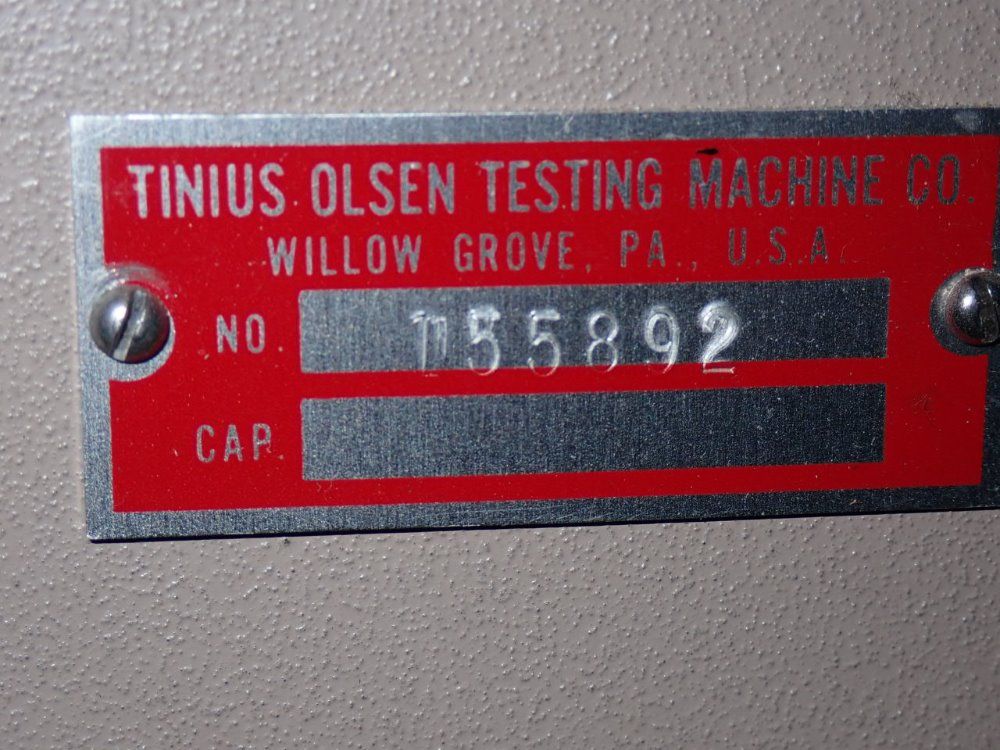 TINIUS OLSEN TESTING MACHINE CO.
WILLOW GROVE, PA., U.S.A.
NO. 55892
CAP.